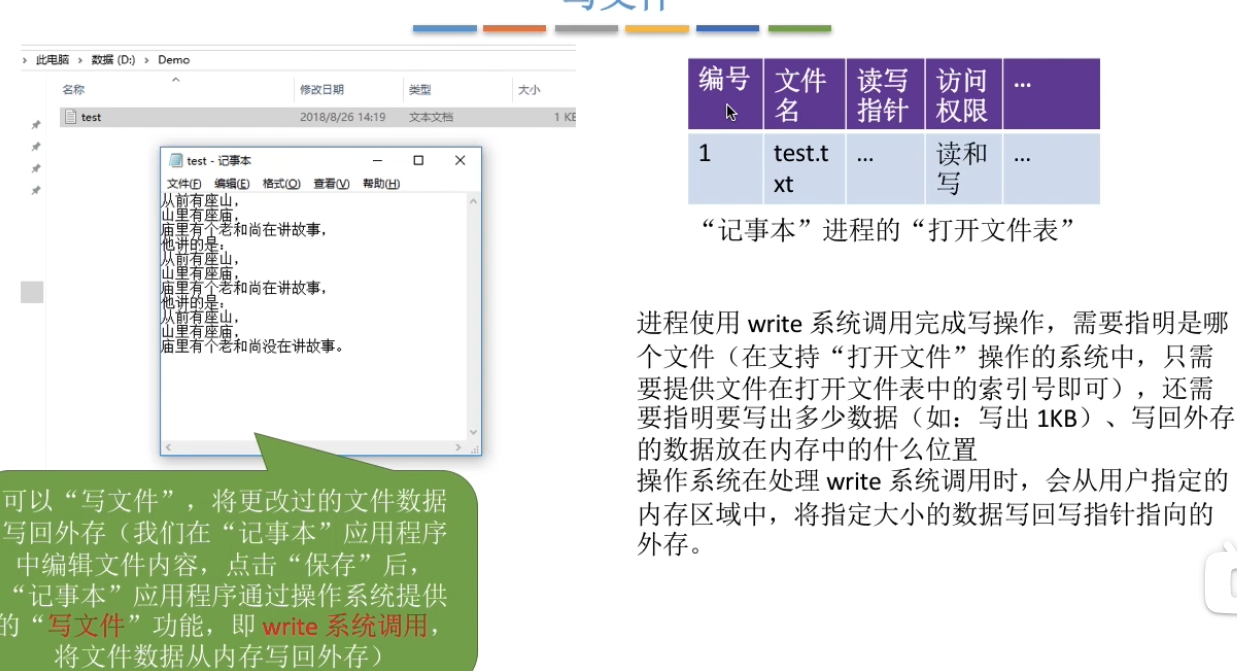 写文件
此电脑 › 数据 (D:) › Demo
名称 修改日期 类型 大小
test 2018/8/26 14:19 文本文档 1 KB
test - 记事本
文件(F) 编辑(E) 格式(O) 查看(V) 帮助(H)
从前有座山，
山里有座庙，
庙里有个老和尚在讲故事，
他讲的是：
从前有座山，
山里有座庙，
庙里有个老和尚在讲故事，
他讲的是：
从前有座山，
山里有座庙，
庙里有个老和尚没在讲故事。
可以“写文件”，将更改过的文件数据
写回外存（我们在“记事本”应用程序
中编辑文件内容，点击“保存”后，
“记事本”应用程序通过操作系统提供
的“写文件”功能，即 write 系统调用，
将文件数据从内存写回外存）
编号 文件名 读写指针 访问权限 ...
1 test.txt ... 读和写 ...
“记事本”进程的“打开文件表”
进程使用 write 系统调用完成写操作，需要指明是哪
个文件（在支持“打开文件”操作的系统中，只需
要提供文件在打开文件表中的索引号即可），还需
要指明要写出多少数据（如：写出 1KB）、写回外存
的数据放在内存中的什么位置
操作系统在处理 write 系统调用时，会从用户指定的
内存区域中，将指定大小的数据写回写指针指向的
外存。